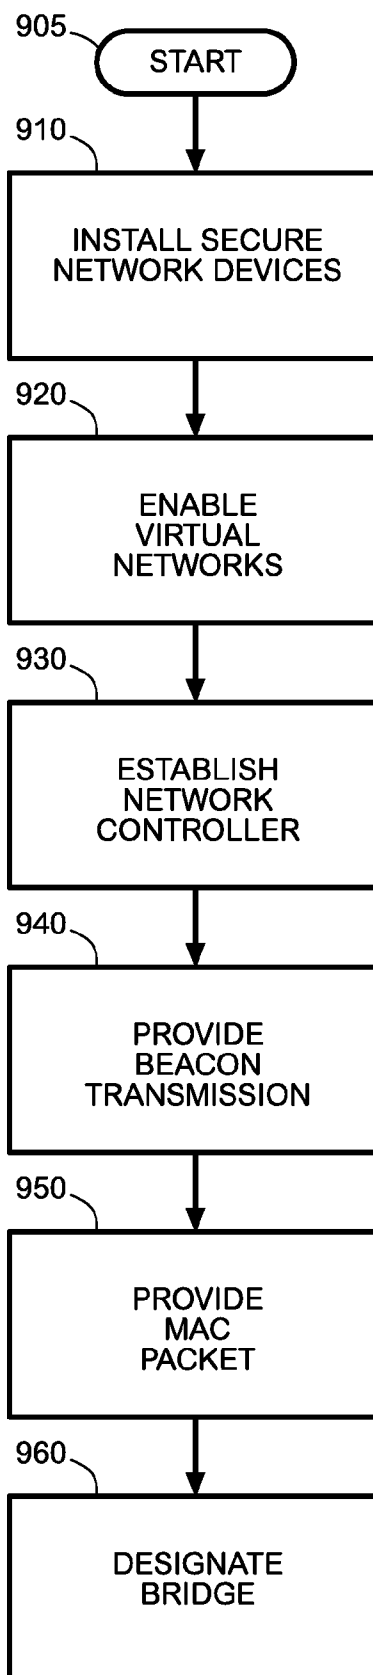 905
START
910
INSTALL SECURE
NETWORK DEVICES
920
ENABLE
VIRTUAL
NETWORKS
930
ESTABLISH
NETWORK
CONTROLLER
940
PROVIDE
BEACON
TRANSMISSION
950
PROVIDE
MAC
PACKET
960
DESIGNATE
BRIDGE